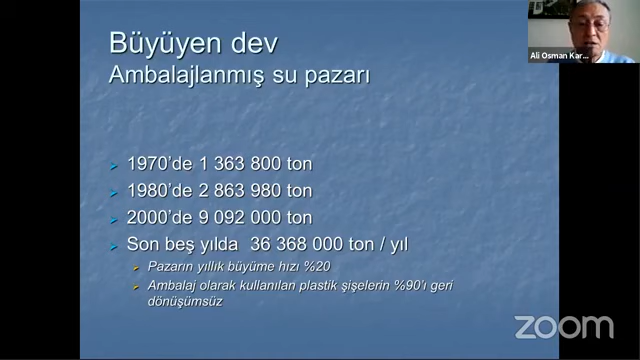 Büyüyen dev
Ambalajlanmış su pazarı
1970’de 1 363 800 ton
1980’de 2 863 980 ton
2000’de 9 092 000 ton
Son beş yılda 36 368 000 ton / yıl
Pazarın yıllık büyüme hızı %20
Ambalaj olarak kullanılan plastik şişelerin %90’ı geri
dönüşümsüz
Ali Osman Kar...
zoom